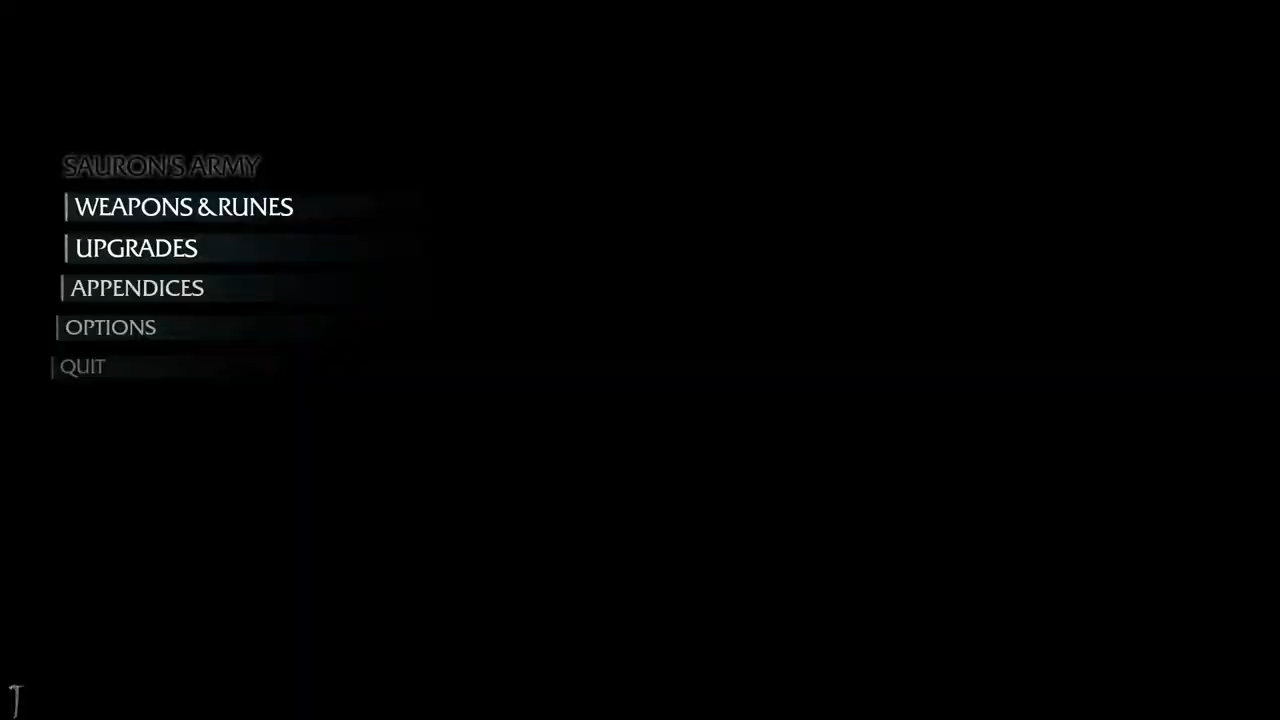 SAURON'S ARMY
WEAPONS & RUNES
UPGRADES
APPENDICES
OPTIONS
QUIT